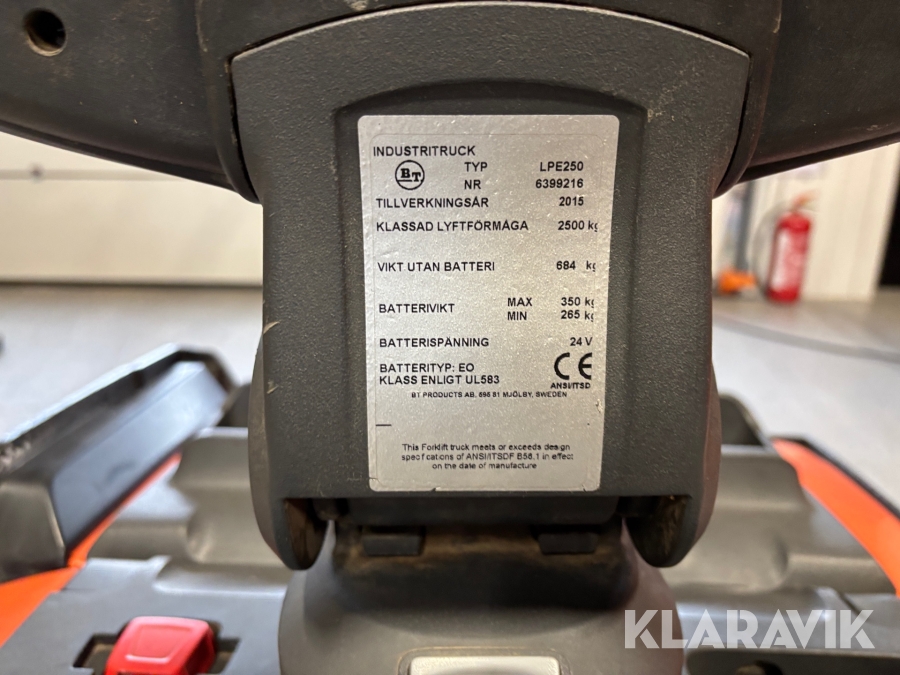 INDUSTRITRUCK
BT TYP LPE250
NR 6399216
TILLVERKNINGSÅR 2015
KLASSAD LYFTFÖRMÅGA 2500 kg
VIKT UTAN BATTERI 684 kg
BATTERIVIKT MAX 350 kg
MIN 265 kg
BATTERISPÄNNING 24 V
BATTERITYP: EO
KLASS ENLIGT UL583
CE
ANSI/ITSD
BT PRODUCTS AB, 595 81 MJÖLBY, SWEDEN
This Forklift truck meets or exceeds design
specifications of ANSI/ITSDF B56.1 in effect
on the date of manufacture
KLARAVIK